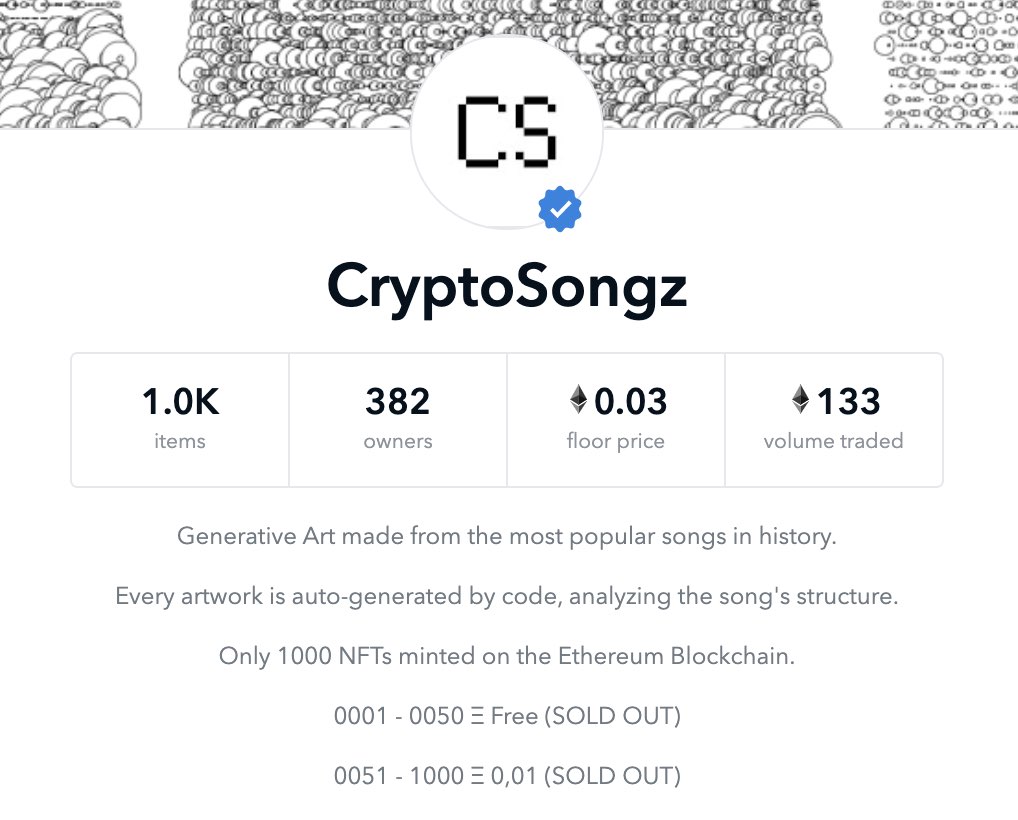 CS
CryptoSongz
1.0K
items
382
owners
0.03
floor price
133
volume traded
Generative Art made from the most popular songs in history.
Every artwork is auto-generated by code, analyzing the song's structure.
Only 1000 NFTs minted on the Ethereum Blockchain.
0001 - 0050 Ξ Free (SOLD OUT)
0051 - 1000 Ξ 0,01 (SOLD OUT)